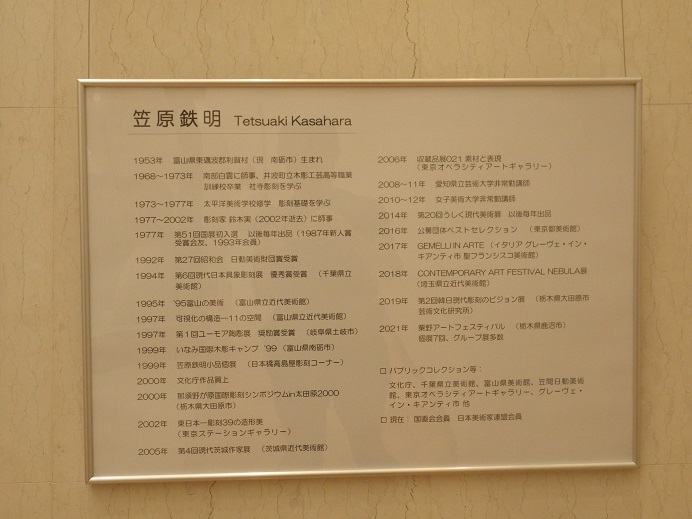 笠原鉄明 Tetsuaki Kasahara
1953年 富山県東礪波郡利賀村（現 南砺市）生まれ
1968～1973年 南部白雲に師事、井波町立木彫工芸高等職業
訓練校卒業 社寺彫刻を学ぶ
1973～1977年 太平洋美術学校修学 彫刻基礎を学ぶ
1977～2002年 彫刻家 鈴木実（2002年逝去）に師事
1977年 第51回国展初入選 以後毎年出品（1987年新人賞
受賞会友、1993年会員）
1992年 第27回昭和会 日動美術財団賞受賞
1994年 第6回現代日本具象彫刻展 優秀賞受賞 （千葉県立
美術館）
1995年 '95富山の美術 （富山県立近代美術館）
1997年 可視化の構造－11の空間 （富山県立近代美術館）
1997年 第1回ユーモア陶彫展 奨励賞受賞 （岐阜県土岐市）
1999年 いなみ国際木彫キャンプ '99（富山県南砺市）
1999年 笠原鉄明小品個展 （日本橋髙島屋彫刻コーナー）
2000年 文化庁作品買上
2000年 那須野が原国際彫刻シンポジウムin太田原2000
（栃木県大田原市）
2002年 東日本－彫刻39の造形美
（東京ステーションギャラリー）
2005年 第4回現代茨城作家展 （茨城県近代美術館）
2006年 収蔵品展021 素材と表現
（東京オペラシティアートギャラリー）
2008～11年 愛知県立芸術大学非常勤講師
2010～12年 女子美術大学非常勤講師
2014年 第20回うしく現代美術展 以後毎年出品
2016年 公募団体ベストセレクション （東京都美術館）
2017年 GEMELLI IN ARTE （イタリア グレーヴェ・イン・
キアンティ市 聖フランシスコ美術館）
2018年 CONTEMPORARY ART FESTIVAL NEBULA展
（埼玉県立近代美術館）
2019年 第2回韓日現代彫刻のビジョン展 （栃木県大田原市
芸術文化研究所）
2021年 粟野アートフェスティバル （栃木県鹿沼市）
個展7回、グループ展多数
□ パブリックコレクション等：
文化庁、千葉県立美術館、富山県美術館、笠間日動美術
館、東京オペラシティアートギャラリー、グレーヴェ・
イン・キアンティ市 他
□ 現在： 国画会会員 日本美術家連盟会員